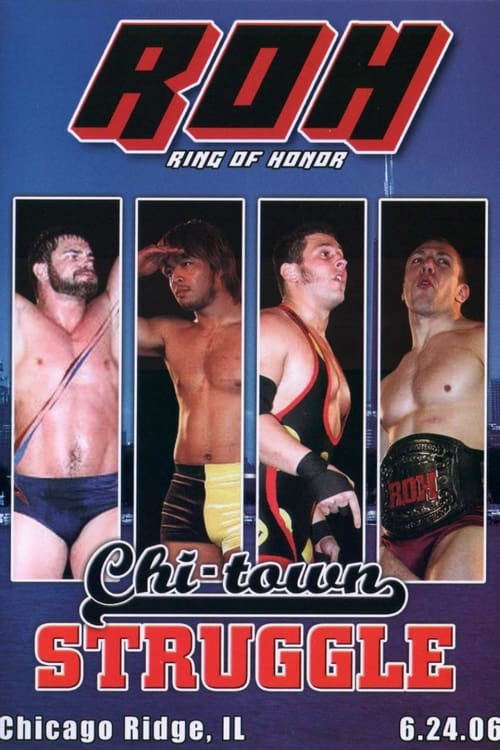 ROH
RING OF HONOR
ROH
Chi-town
STRUGGLE
Chicago Ridge, IL 6.24.06